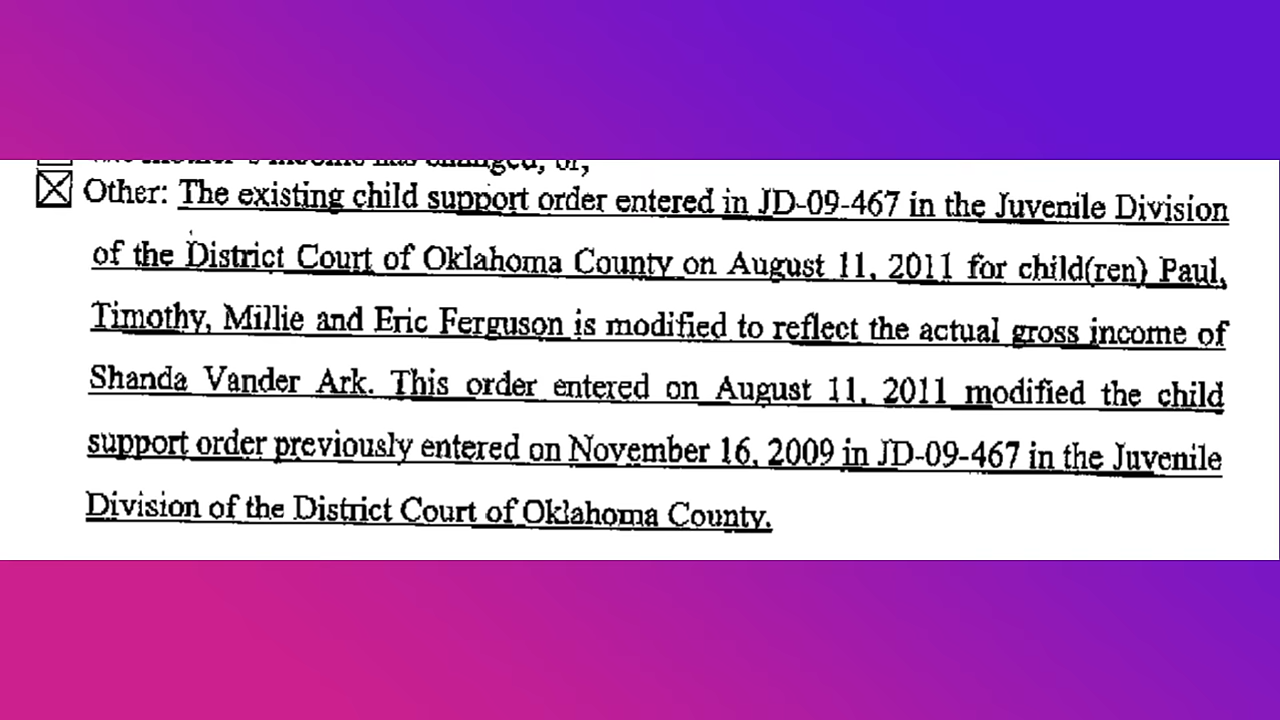 income has changed, or,
Other: The existing child support order entered in JD-09-467 in the Juvenile Division
of the District Court of Oklahoma County on August 11, 2011 for child(ren) Paul,
Timothy, Millie and Eric Ferguson is modified to reflect the actual gross income of
Shanda Vander Ark. This order entered on August 11, 2011 modified the child
support order previously entered on November 16, 2009 in JD-09-467 in the Juvenile
Division of the District Court of Oklahoma County.